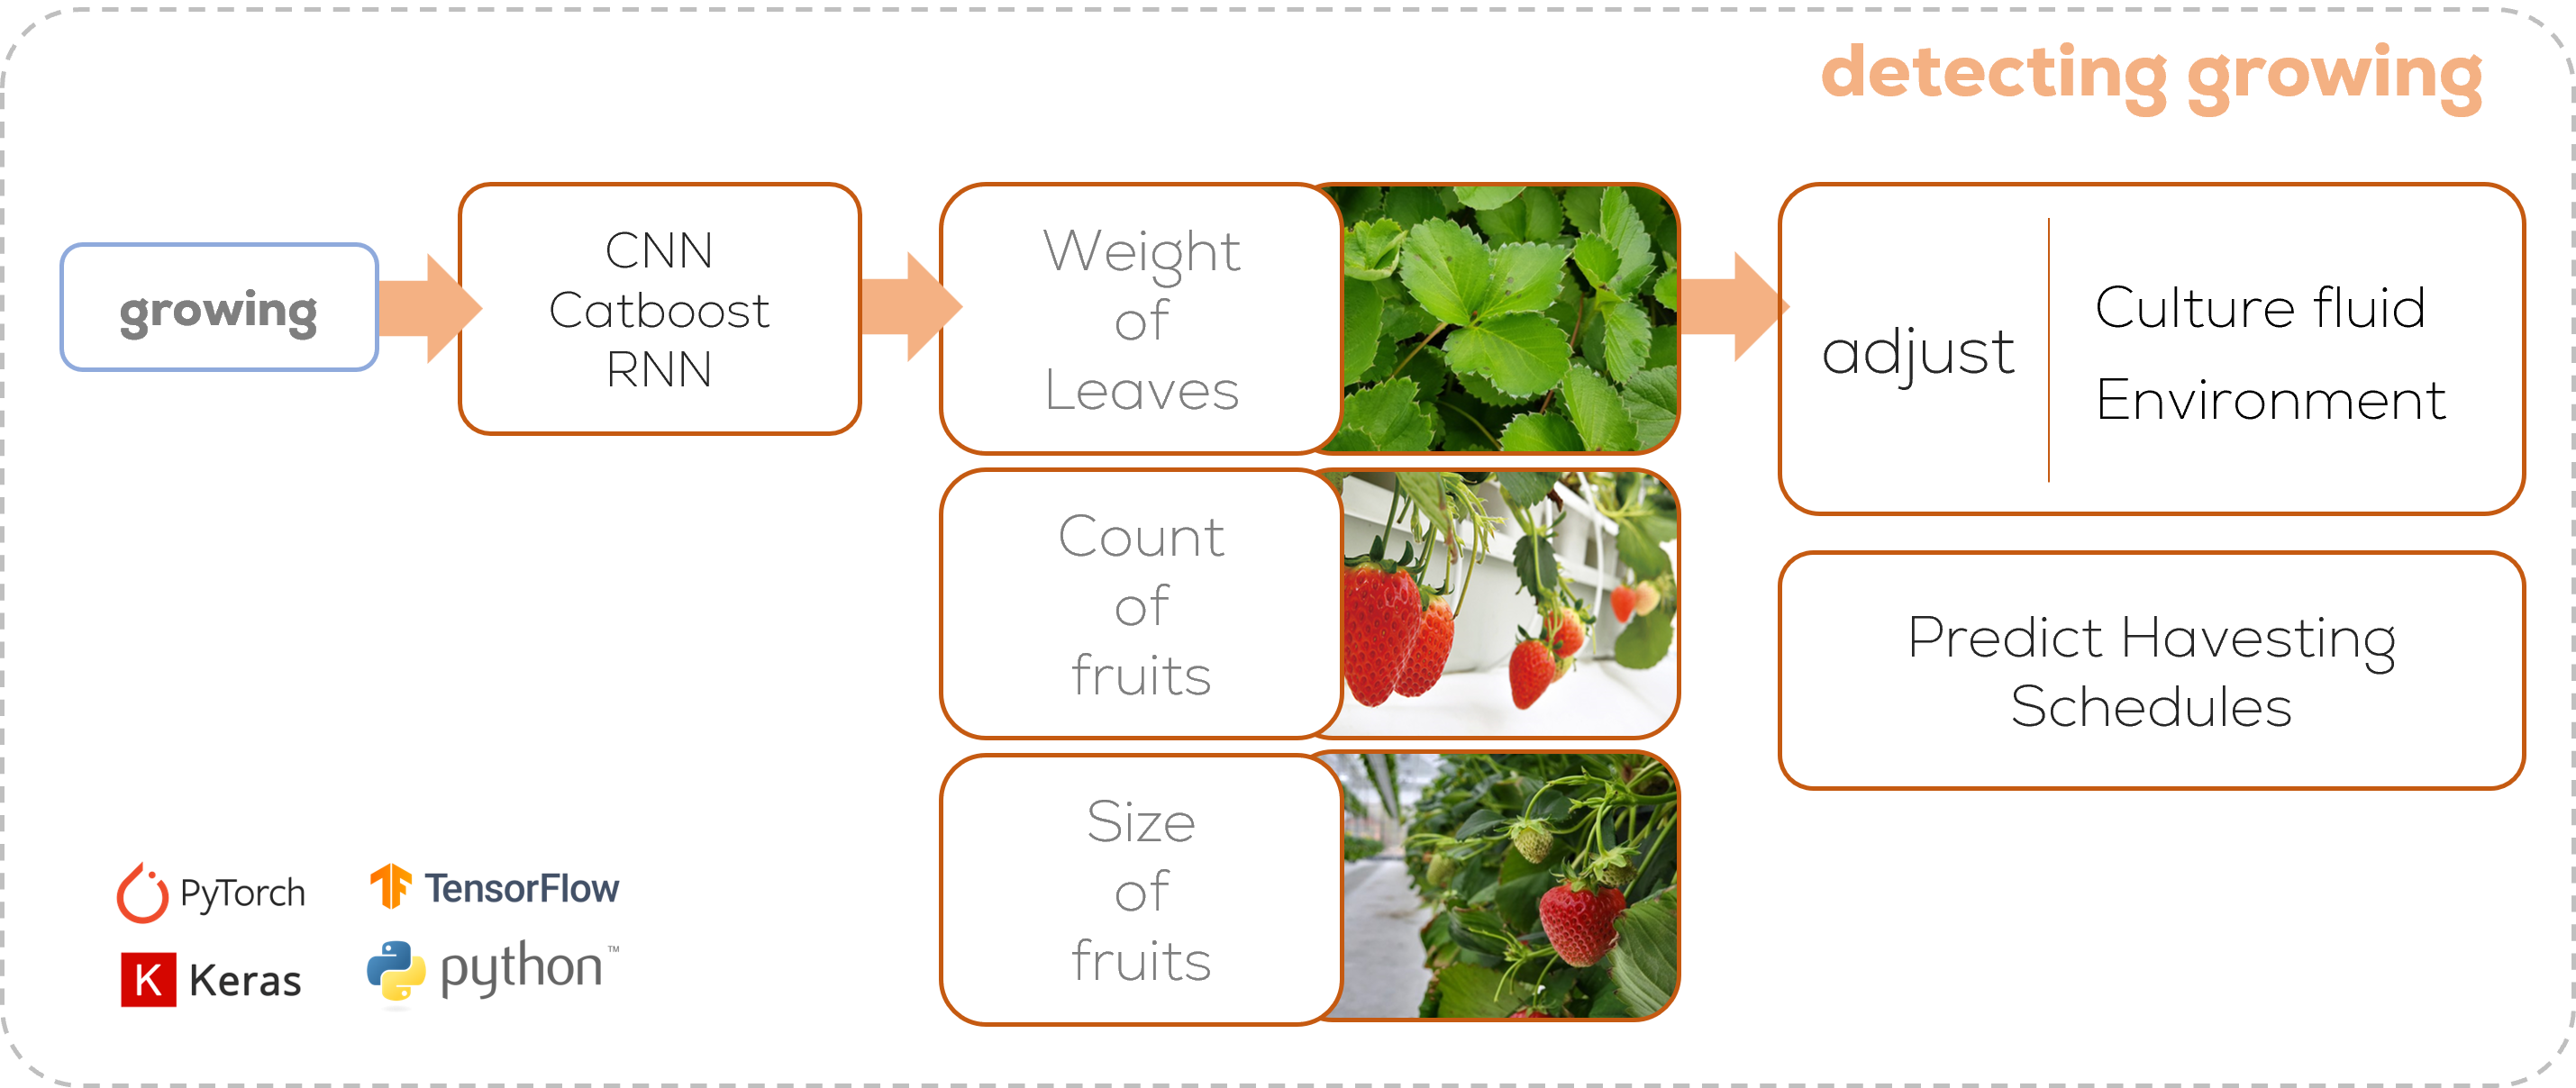 detecting growing
growing
CNN
Catboost
RNN
Weight
of
Leaves
Count
of
fruits
Size
of
fruits
adjust
Culture fluid
Environment
Predict Havesting
Schedules
PyTorch
TensorFlow
K Keras
python™